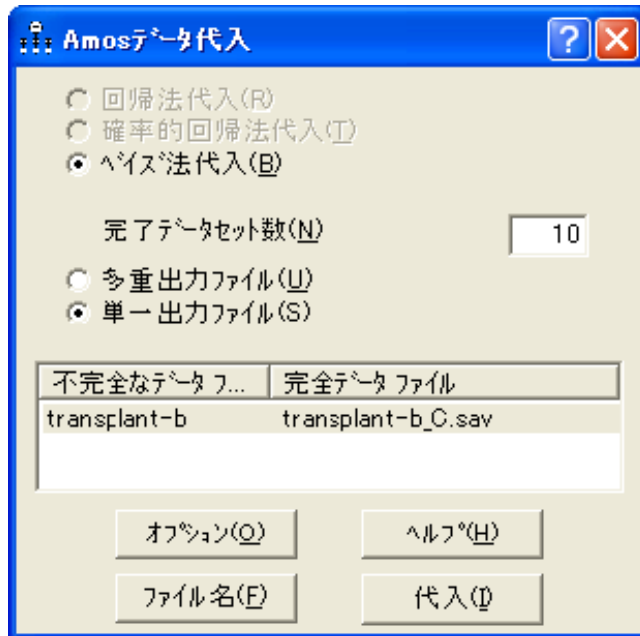 Amosﾃﾞｰﾀ代入
回帰法代入(R)
確率的回帰法代入(T)
ﾍﾞｲｽﾞ法代入(B)
完了ﾃﾞｰﾀｾｯﾄ数(N) 10
多重出力ﾌｧｲﾙ(U)
単一出力ﾌｧｲﾙ(S)
不完全なﾃﾞｰﾀ ﾌ... 完全ﾃﾞｰﾀ ﾌｧｲﾙ
transplant-b transplant-b_C.sav
ｵﾌﾟｼｮﾝ(O) ﾍﾙﾌﾟ(H)
ﾌｧｲﾙ名(F) 代入(I)